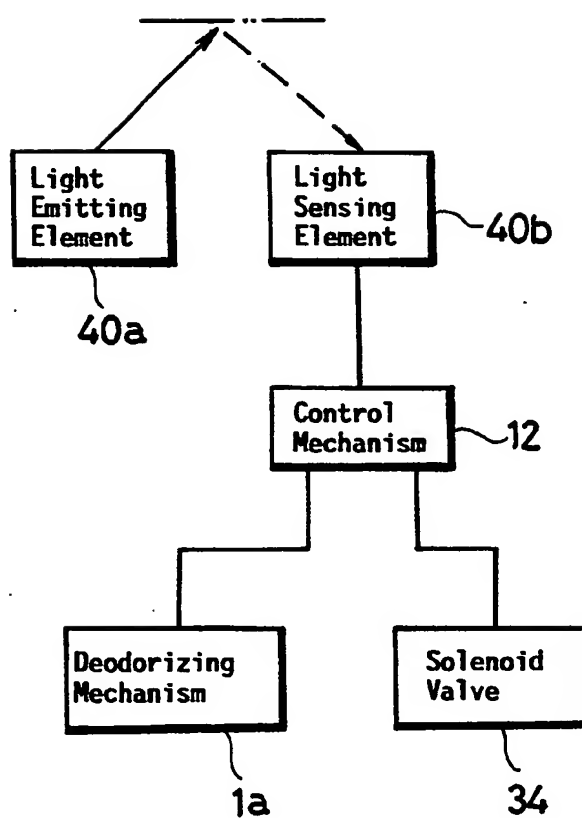 Light
Emitting
Element
40a
Light
Sensing
Element
40b
Control
Mechanism
12
Deodorizing
Mechanism
1a
Solenoid
Valve
34